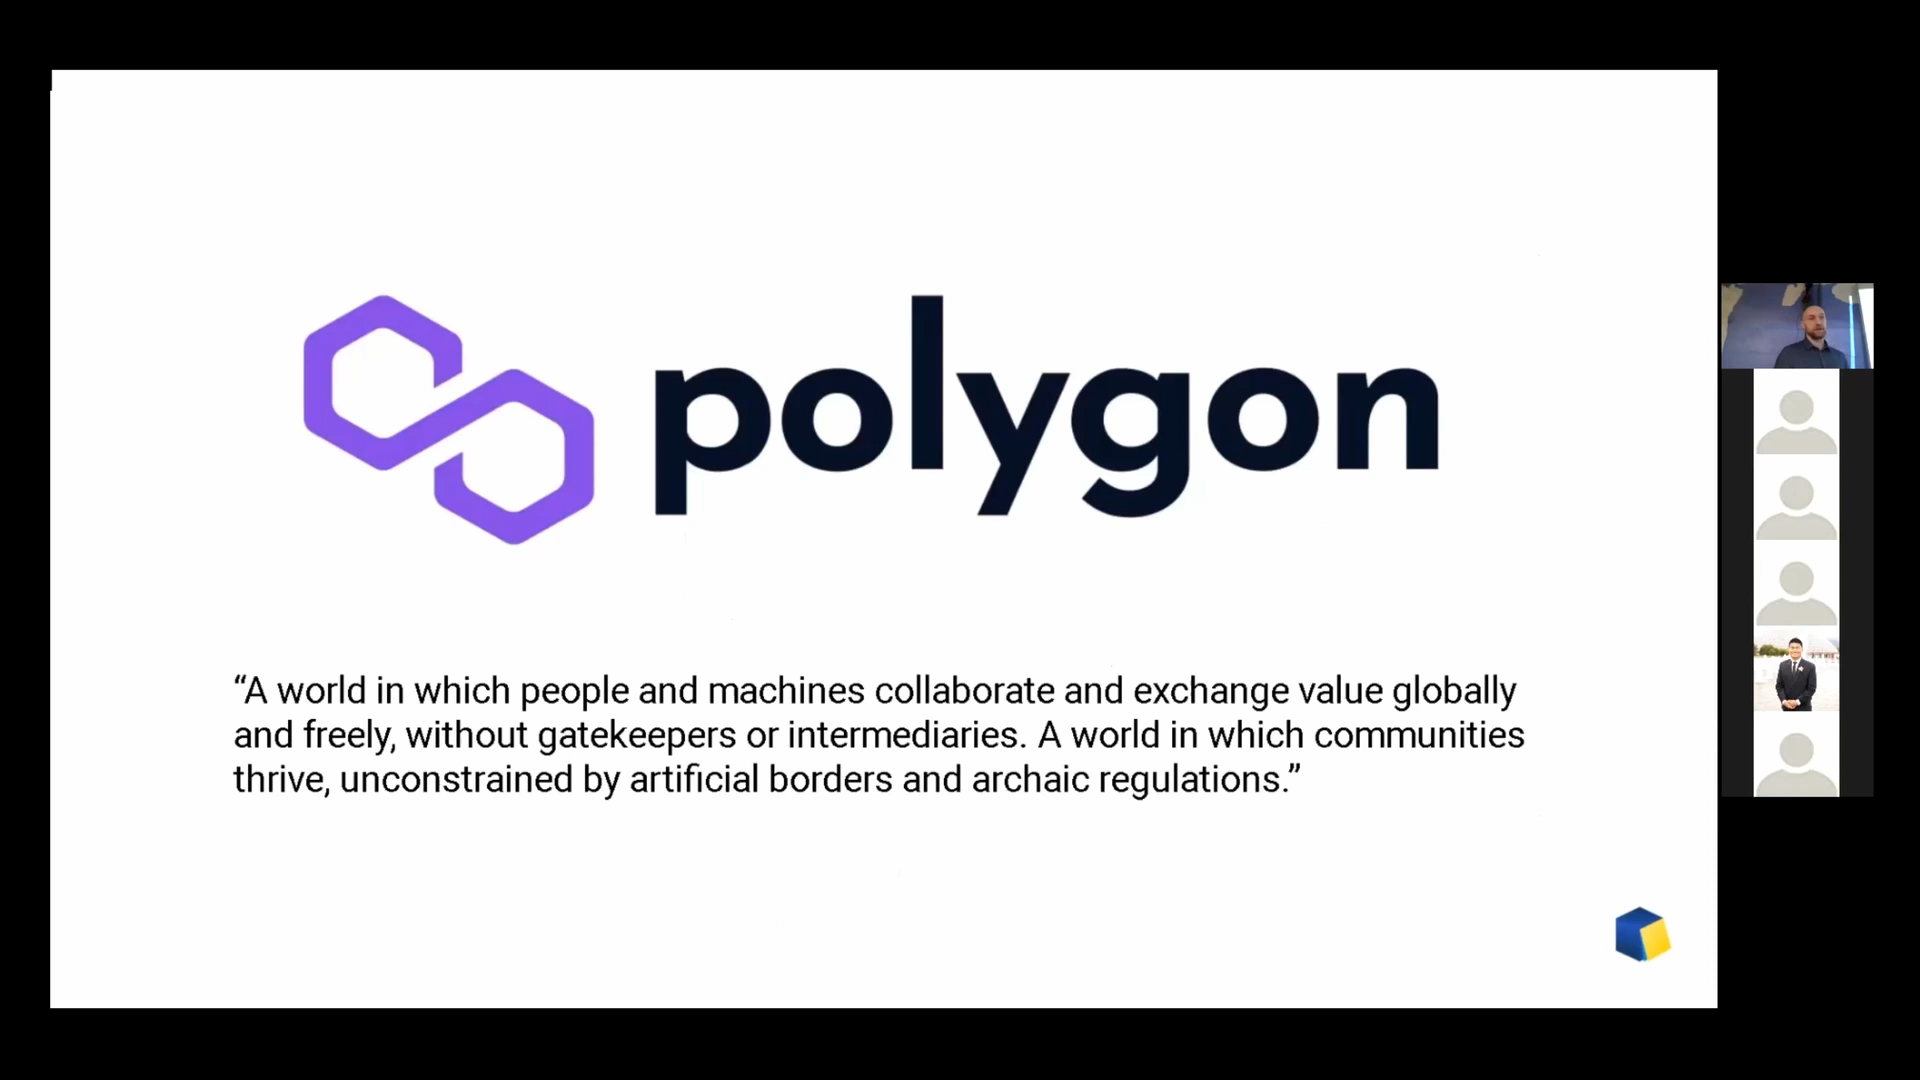 polygon
“A world in which people and machines collaborate and exchange value globally
and freely, without gatekeepers or intermediaries. A world in which communities
thrive, unconstrained by artificial borders and archaic regulations.”